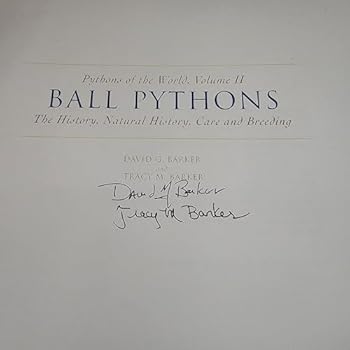 Pythons of the World, Volume II
BALL PYTHONS
The History, Natural History, Care and Breeding
DAVID G. BARKER
and
TRACY M. BARKER
David G Barker
Tracy M Barker